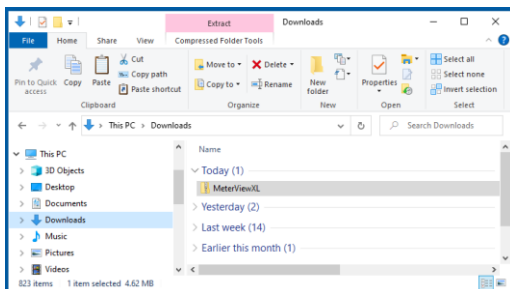 Extract
Downloads
File
Home
Share
View
Compressed Folder Tools
Pin to Quick access
Copy
Paste
Cut
Copy path
Paste shortcut
Clipboard
Move to
Copy to
Delete
Rename
Organize
New folder
New
Properties
Open
Select all
Select none
Invert selection
Select
This PC > Downloads
Search Downloads
This PC
3D Objects
Desktop
Documents
Downloads
Music
Pictures
Videos
Name
Today (1)
MeterViewXL
Yesterday (2)
Last week (14)
Earlier this month (1)
823 items
1 item selected 4.62 MB